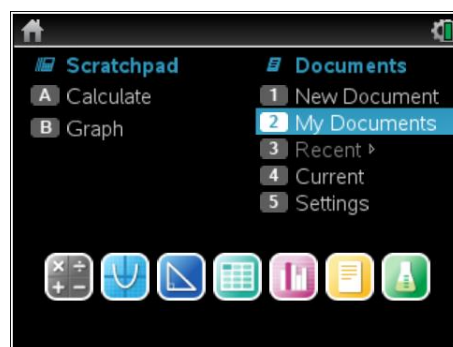 Scratchpad
A Calculate
B Graph
Documents
1 New Document
2 My Documents
3 Recent ▸
4 Current
5 Settings